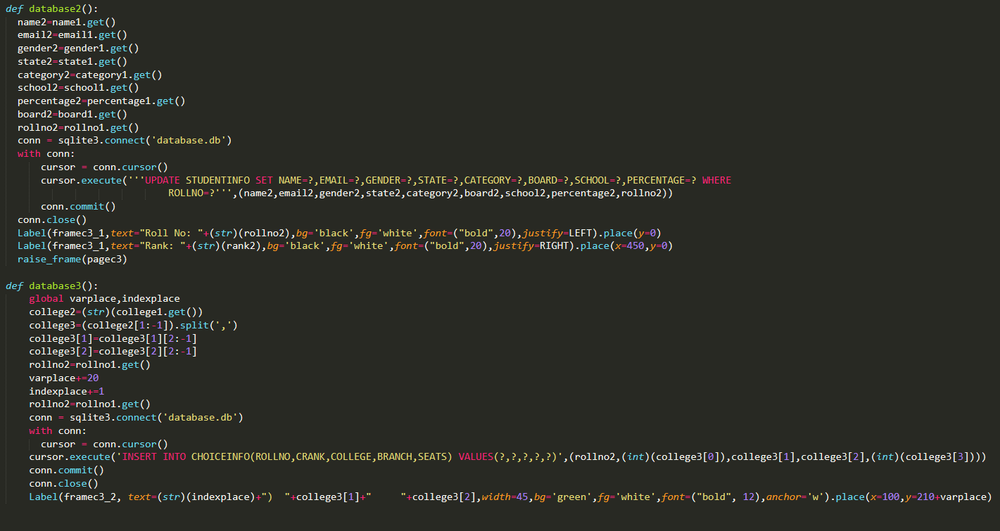 def database2():
  name2=name1.get()
  email2=email1.get()
  gender2=gender1.get()
  state2=state1.get()
  category2=category1.get()
  school2=school1.get()
  percentage2=percentage1.get()
  board2=board1.get()
  rollno2=rollno1.get()
  conn = sqlite3.connect('database.db')
  with conn:
      cursor = conn.cursor()
      cursor.execute('''UPDATE STUDENTINFO SET NAME=?,EMAIL=?,GENDER=?,STATE=?,CATEGORY=?,BOARD=?,SCHOOL=?,PERCENTAGE=? WHERE
                            ROLLNO=?''',(name2,email2,gender2,state2,category2,board2,school2,percentage2,rollno2))
      conn.commit()
  conn.close()
  Label(framec3_1,text="Roll No: "+(str)(rollno2),bg='black',fg='white',font=("bold",20),justify=LEFT).place(y=0)
  Label(framec3_1,text="Rank: "+(str)(rank2),bg='black',fg='white',font=("bold",20),justify=RIGHT).place(x=450,y=0)
  raise_frame(pagec3)

def database3():
    global varplace,indexplace
    college2=(str)(college1.get())
    college3=(college2[1:-1]).split(',')
    college3[1]=college3[1][2:-1]
    college3[2]=college3[2][2:-1]
    rollno2=rollno1.get()
    varplace+=20
    indexplace+=1
    rollno2=rollno1.get()
    conn = sqlite3.connect('database.db')
    with conn:
      cursor = conn.cursor()
    cursor.execute('INSERT INTO CHOICEINFO(ROLLNO,CRANK,COLLEGE,BRANCH,SEATS) VALUES(?,?,?,?,?)',(rollno2,(int)(college3[0]),college3[1],college3[2],(int)(college3[3])))
    conn.commit()
    conn.close()
    Label(framec3_2, text=(str)(indexplace)+")  "+college3[1]+"     "+college3[2],width=45,bg='green',fg='white',font=("bold", 12),anchor='w').place(x=100,y=210+varplace)